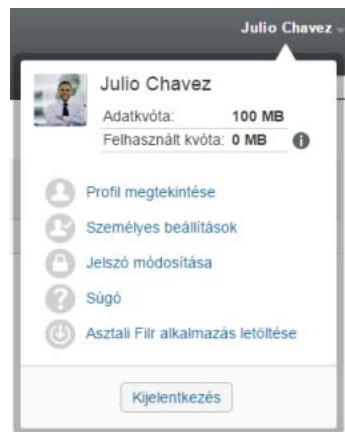 Julio Chavez
Julio Chavez
Adatkvóta: 100 MB
Felhasznált kvóta: 0 MB
Profil megtekintése
Személyes beállítások
Jelszó módosítása
Súgó
Asztali Filr alkalmazás letöltése
Kijelentkezés